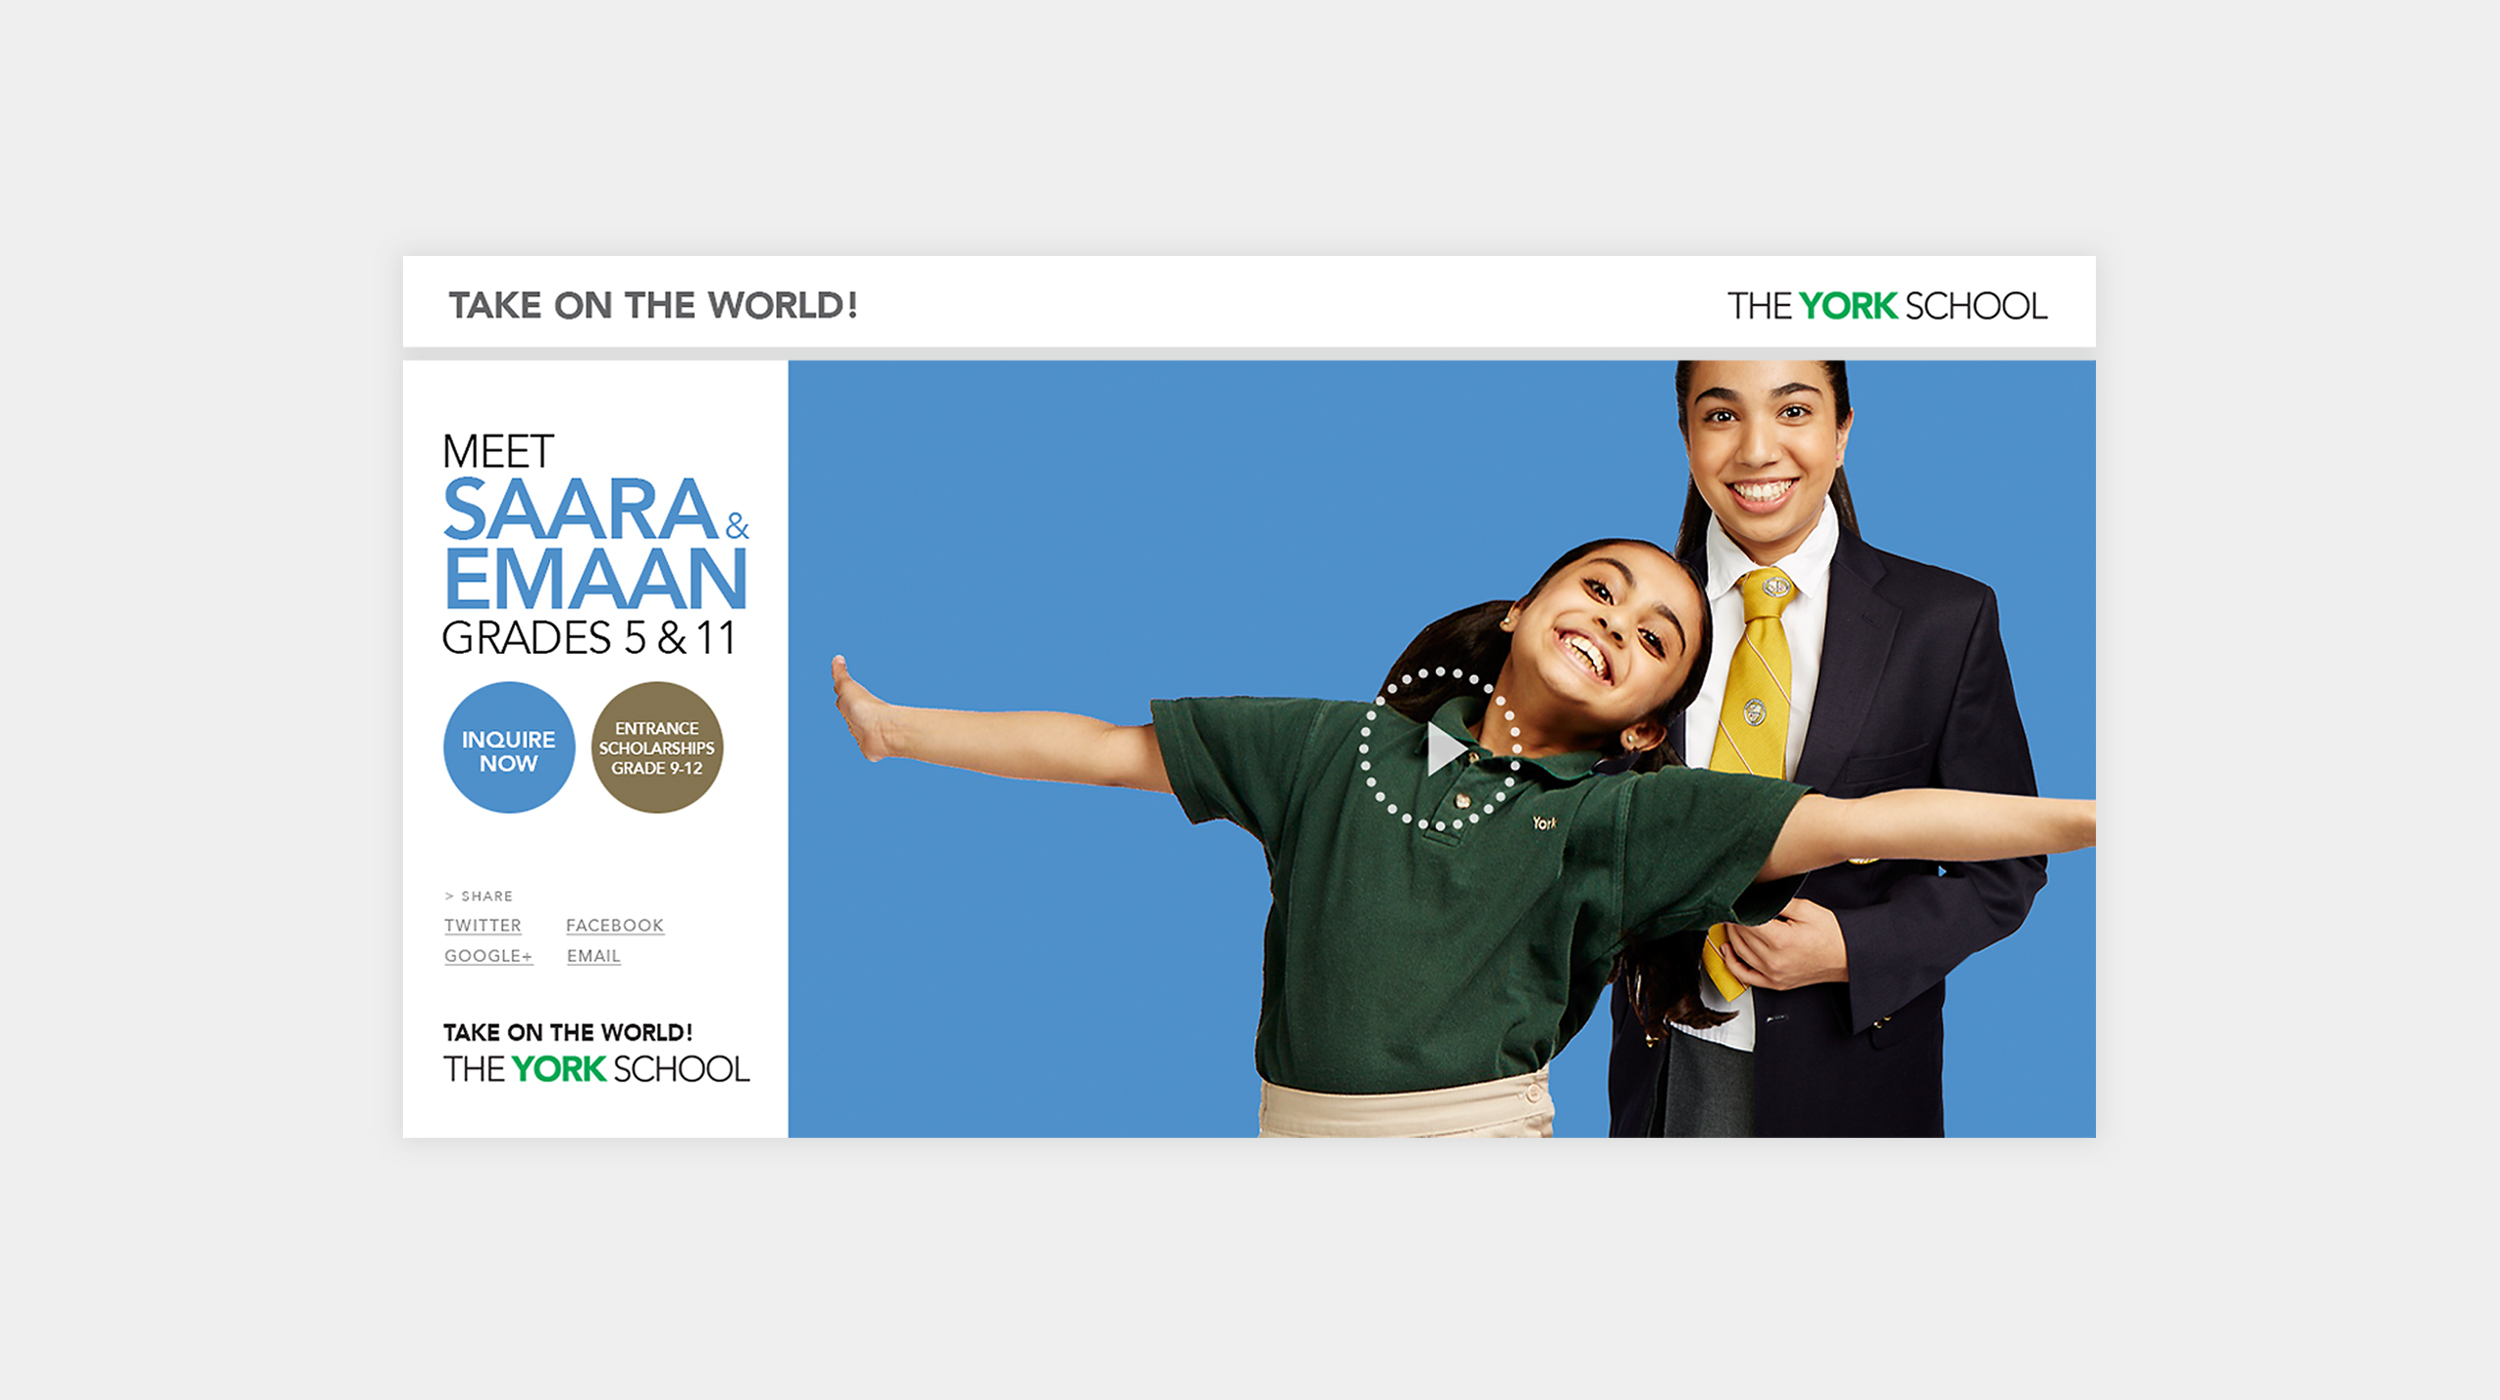 TAKE ON THE WORLD!
THE YORK SCHOOL
MEET
SAARA &
EMAAN
GRADES 5 & 11
INQUIRE
NOW
ENTRANCE
SCHOLARSHIPS
GRADE 9-12
> SHARE
TWITTER FACEBOOK
GOOGLE+ EMAIL
TAKE ON THE WORLD!
THE YORK SCHOOL
York